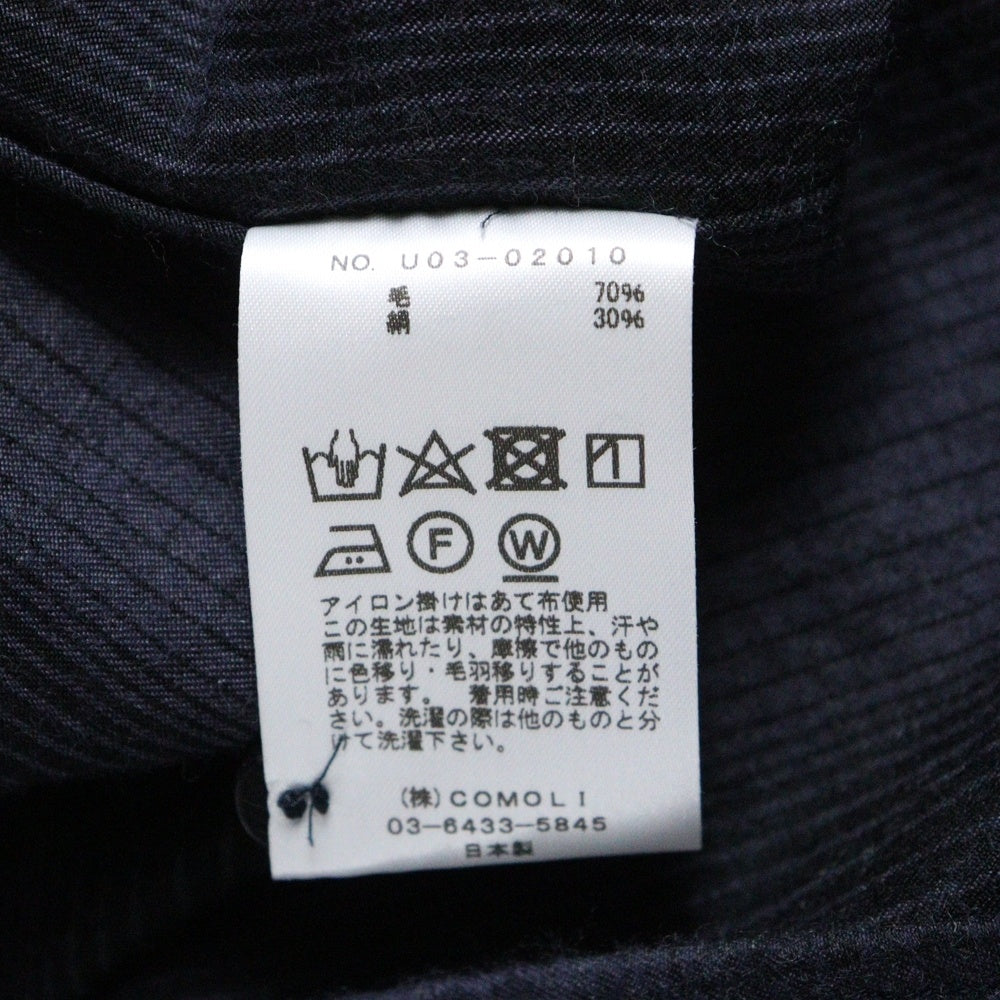 NO. U03-02010
毛 70%
絹 30%
F W
アイロン掛けはあて布使用
この生地は素材の特性上、汗や
雨に濡れたり、摩擦で他のもの
に色移り・毛羽移りすることが
あります。 着用時ご注意くだ
さい。洗濯の際は他のものと分
けて洗濯下さい。
(株)COMOLI
03-6433-5845
日本製